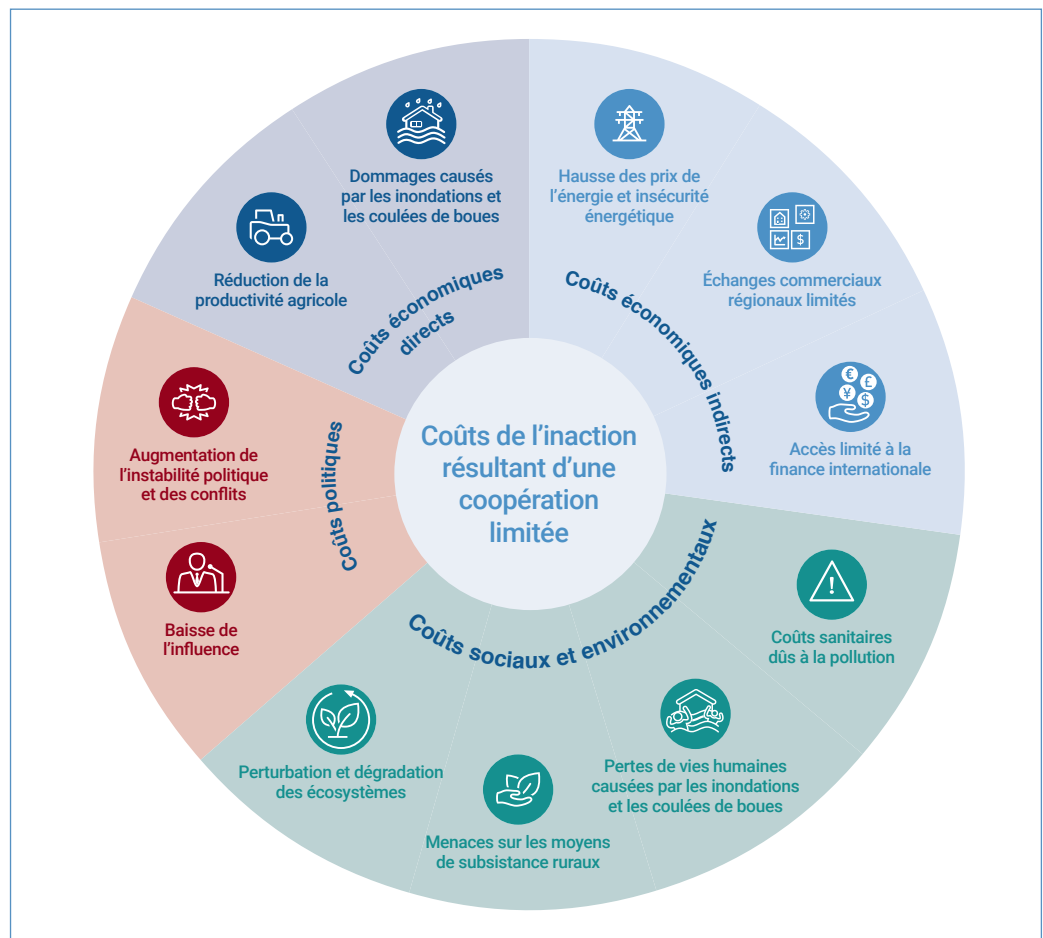 Coûts de l’inaction
résultant d’une
coopération
limitée
Coûts économiques
directs
Dommages causés
par les inondations et
les coulées de boues
Réduction de la
productivité agricole
Coûts économiques indirects
Hausse des prix de
l’énergie et insécurité
énergétique
Échanges commerciaux
régionaux limités
€
£
¥
$
$
Accès limité à la
finance internationale
Coûts sociaux et environnementaux
!
Coûts sanitaires
dûs à la pollution
Pertes de vies humaines
causées par les inondations
et les coulées de boues
Menaces sur les moyens
de subsistance ruraux
Perturbation et dégradation
des écosystèmes
Coûts politiques
Augmentation de
l’instabilité politique
et des conflits
Baisse de
l’influence